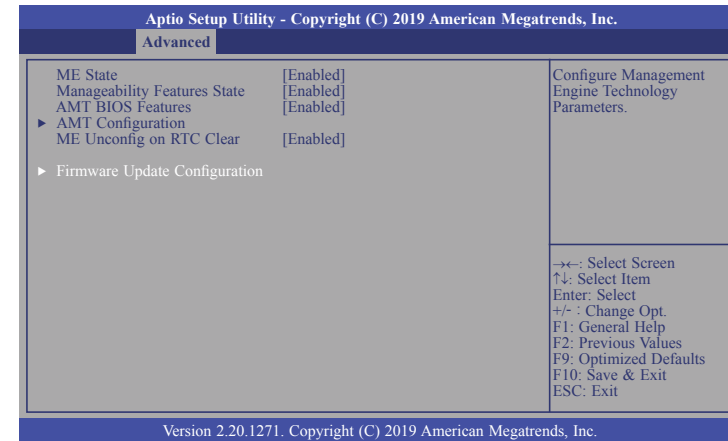 Aptio Setup Utility - Copyright (C) 2019 American Megatrends, Inc.
Advanced
ME State [Enabled]
Manageability Features State [Enabled]
AMT BIOS Features [Enabled]
► AMT Configuration
ME Unconfig on RTC Clear [Enabled]
► Firmware Update Configuration
Configure Management
Engine Technology
Parameters.
→←: Select Screen
↑↓: Select Item
Enter: Select
+/- : Change Opt.
F1: General Help
F2: Previous Values
F9: Optimized Defaults
F10: Save & Exit
ESC: Exit
Version 2.20.1271. Copyright (C) 2019 American Megatrends, Inc.